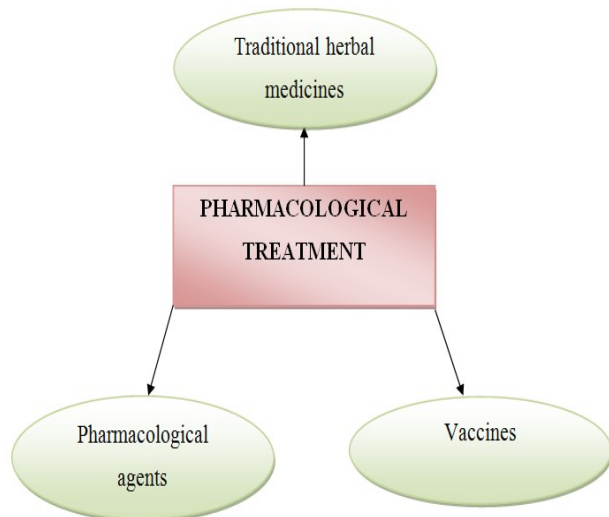 Traditional herbal
medicines
PHARMACOLOGICAL
TREATMENT
Pharmacological
agents
Vaccines